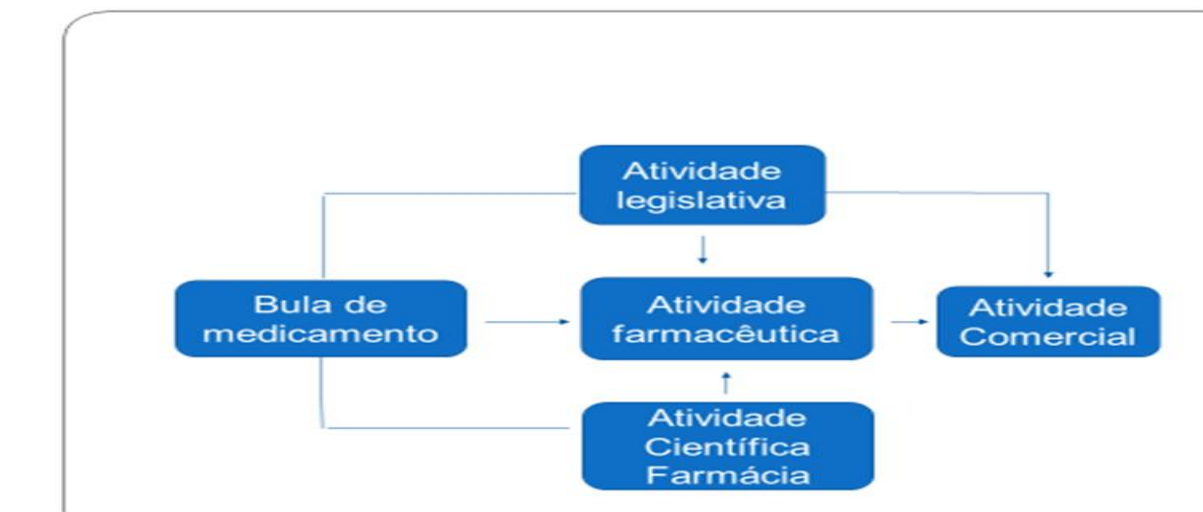 Atividade
legislativa
Bula de
medicamento
Atividade
farmacêutica
Atividade
Comercial
Atividade
Científica
Farmácia